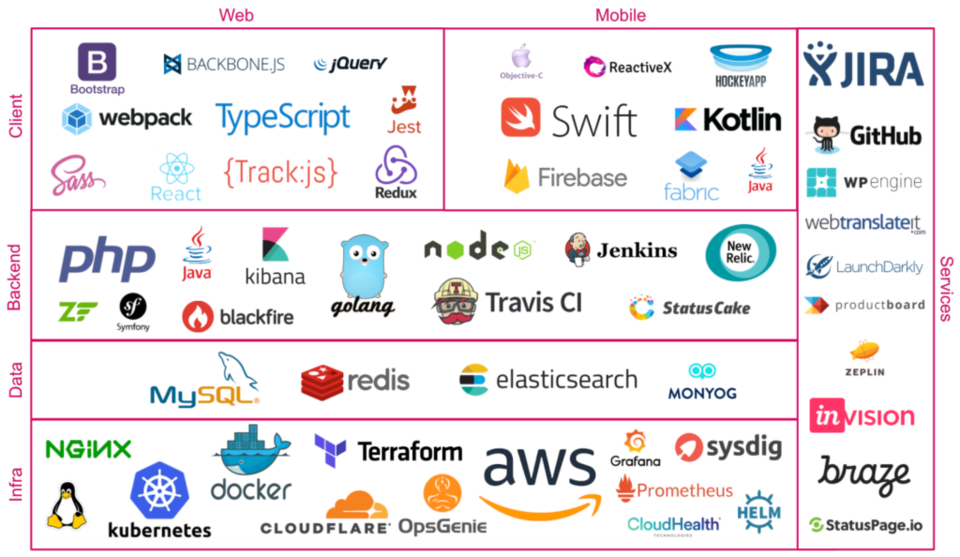 Web
Mobile
Client
B
Bootstrap
BACKBONE.JS
jQuery
webpack
TypeScript
Jest
Sass
React
{Track:js}
Redux
Objective-C
ReactiveX
HOCKEYAPP
Swift
Kotlin
Firebase
fabric
Java
Backend
php
Java
kibana
golang
node
JS
Jenkins
New
Relic.
ZF
sf
Symfony
blackfire
T
Travis CI
StatusCake
Data
MySQL
redis
elasticsearch
MONYOG
Infra
NGINX
kubernetes
docker
Terraform
CLOUDFLARE
OpsGenie
aws
Grafana
sysdig
Prometheus
CloudHealth
TECHNOLOGIES
HELM
Services
JIRA
GitHub
WP engine
webtranslateit
.com
LaunchDarkly
productboard
ZEPLIN
invision
braze
StatusPage.io